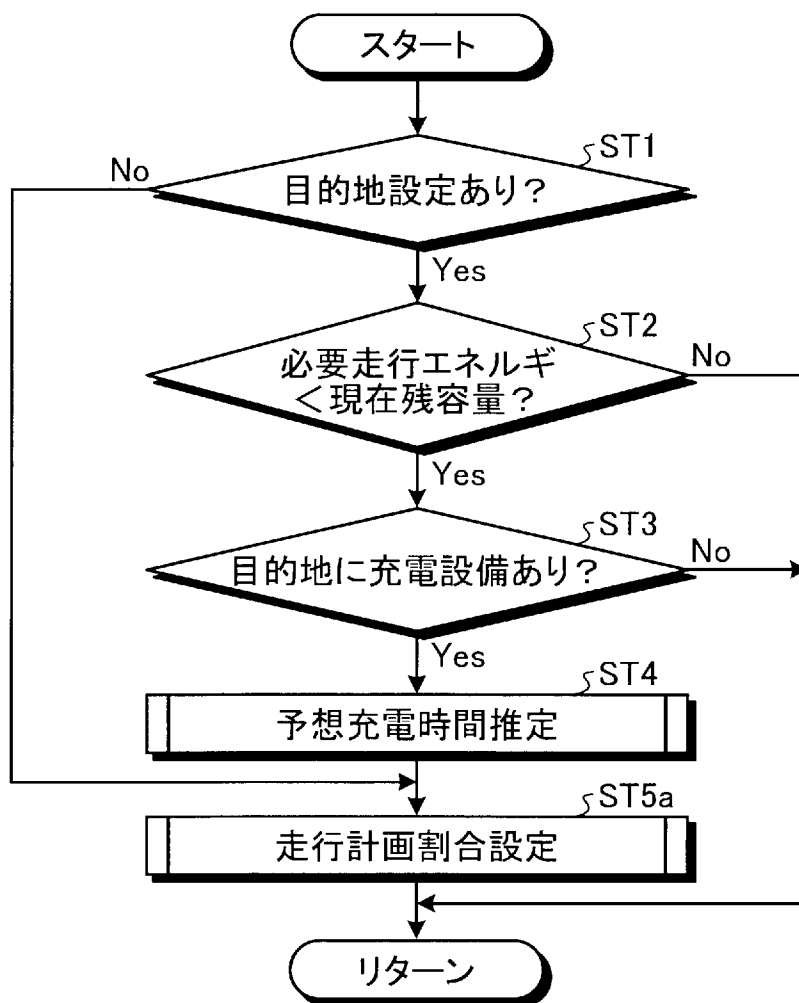 スタート
ST1
No
目的地設定あり?
Yes
ST2
No
必要走行エネルギ
<現在残容量?
Yes
ST3
No
目的地に充電設備あり?
Yes
ST4
予想充電時間推定
ST5a
走行計画割合設定
リターン